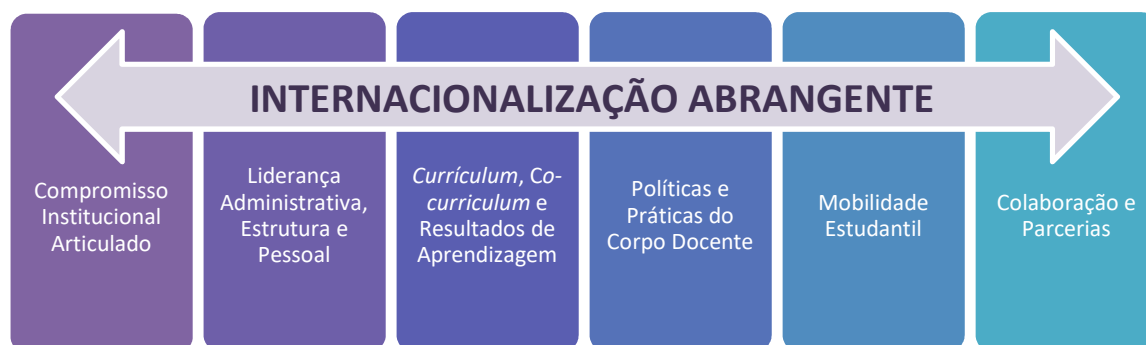 INTERNACIONALIZAÇÃO ABRANGENTE
Compromisso
Institucional
Articulado
Liderança
Administrativa,
Estrutura e
Pessoal
Currículum, Co-
curriculum e
Resultados de
Aprendizagem
Políticas e
Práticas do
Corpo Docente
Mobilidade
Estudantil
Colaboração e
Parcerias